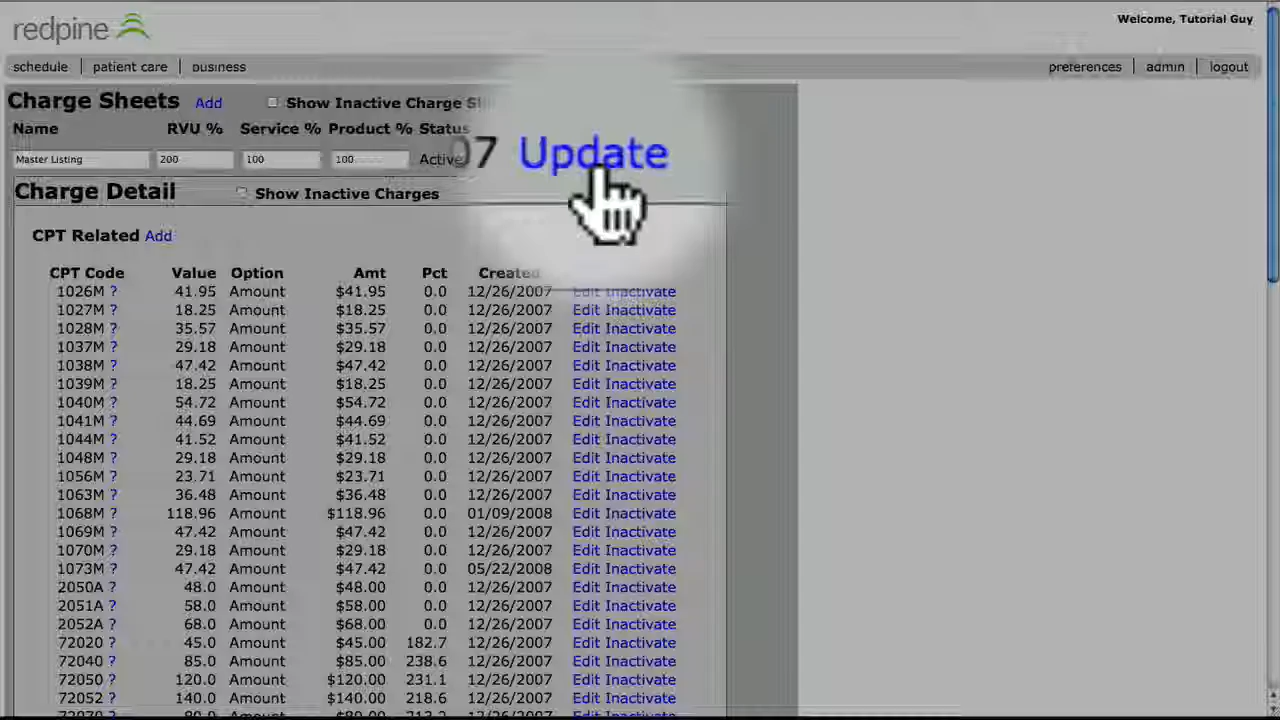 redpine
Welcome, Tutorial Guy
schedule patient care business preferences admin logout
Charge Sheets Add Show Inactive Charge
Name RVU % Service % Product % Status
Master Listing 200 100 100 Active 07 Update
Charge Detail Show Inactive Charges
CPT Related Add
CPT Code Value Option Amt Pct Created
1026M ? 41.95 Amount $41.95 0.0 12/26/2007 Edit Inactivate
1027M ? 18.25 Amount $18.25 0.0 12/26/2007 Edit Inactivate
1028M ? 35.57 Amount $35.57 0.0 12/26/2007 Edit Inactivate
1037M ? 29.18 Amount $29.18 0.0 12/26/2007 Edit Inactivate
1038M ? 47.42 Amount $47.42 0.0 12/26/2007 Edit Inactivate
1039M ? 18.25 Amount $18.25 0.0 12/26/2007 Edit Inactivate
1040M ? 54.72 Amount $54.72 0.0 12/26/2007 Edit Inactivate
1041M ? 44.69 Amount $44.69 0.0 12/26/2007 Edit Inactivate
1044M ? 41.52 Amount $41.52 0.0 12/26/2007 Edit Inactivate
1048M ? 29.18 Amount $29.18 0.0 12/26/2007 Edit Inactivate
1056M ? 23.71 Amount $23.71 0.0 12/26/2007 Edit Inactivate
1063M ? 36.48 Amount $36.48 0.0 12/26/2007 Edit Inactivate
1068M ? 118.96 Amount $118.96 0.0 01/09/2008 Edit Inactivate
1069M ? 47.42 Amount $47.42 0.0 12/26/2007 Edit Inactivate
1070M ? 29.18 Amount $29.18 0.0 12/26/2007 Edit Inactivate
1073M ? 47.42 Amount $47.42 0.0 05/22/2008 Edit Inactivate
2050A ? 48.0 Amount $48.00 0.0 12/26/2007 Edit Inactivate
2051A ? 58.0 Amount $58.00 0.0 12/26/2007 Edit Inactivate
2052A ? 68.0 Amount $68.00 0.0 12/26/2007 Edit Inactivate
72020 ? 45.0 Amount $45.00 182.7 12/26/2007 Edit Inactivate
72040 ? 85.0 Amount $85.00 238.6 12/26/2007 Edit Inactivate
72050 ? 120.0 Amount $120.00 231.1 12/26/2007 Edit Inactivate
72052 ? 140.0 Amount $140.00 218.6 12/26/2007 Edit Inactivate